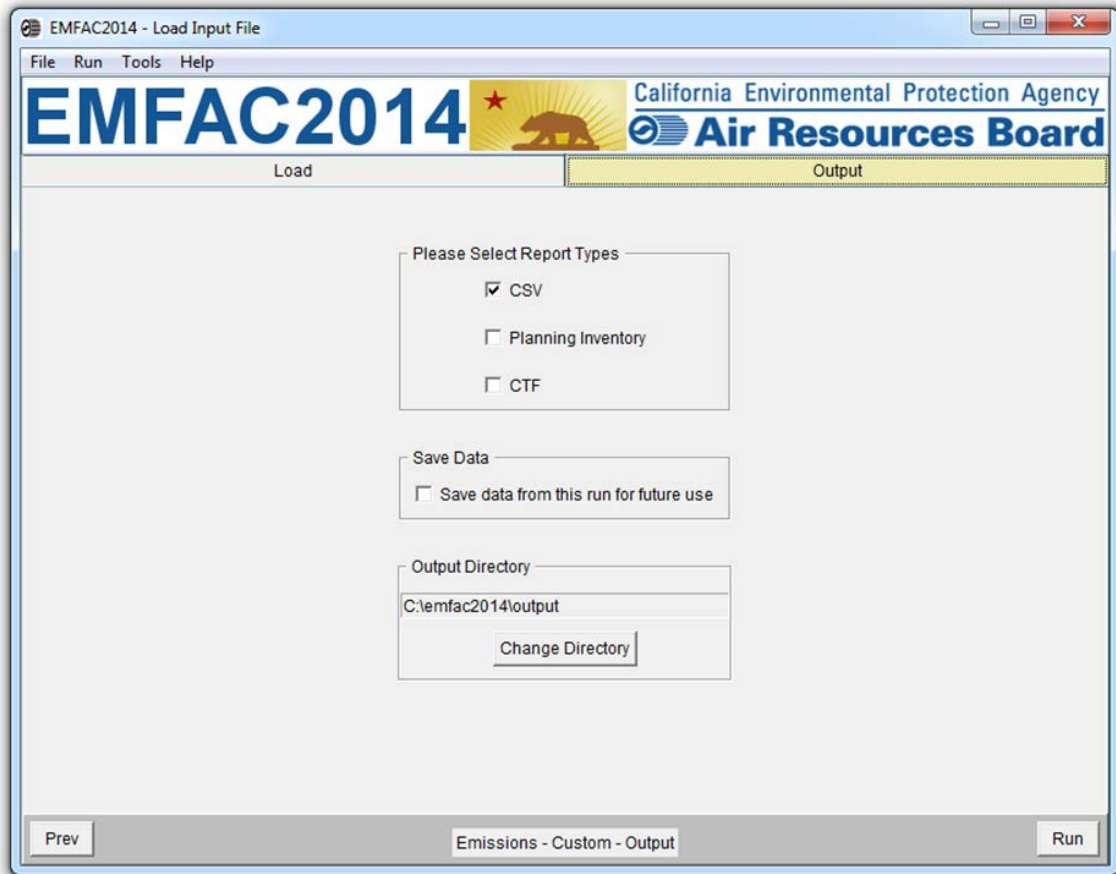 EMFAC2014 - Load Input File
File Run Tools Help
EMFAC2014
California Environmental Protection Agency
Air Resources Board
Load Output
Please Select Report Types
CSV
Planning Inventory
CTF
Save Data
Save data from this run for future use
Output Directory
C:\emfac2014\output
Change Directory
Prev Emissions - Custom - Output Run